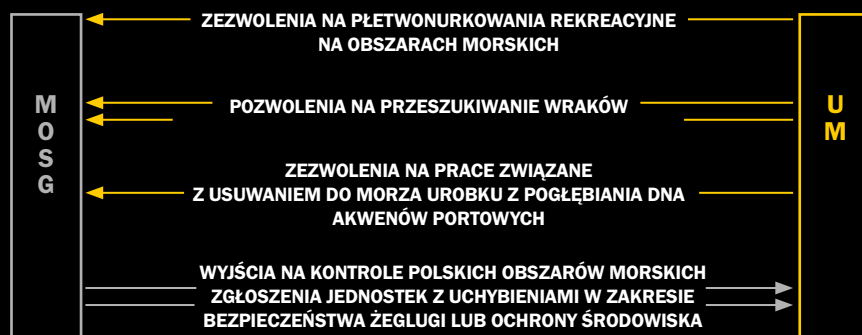 ZEZWOLENIA NA PŁETWONURKOWANIA REKREACYJNE
NA OBSZARACH MORSKICH
MOSG
UM
POZWOLENIA NA PRZESZUKIWANIE WRAKÓW
ZEZWOLENIA NA PRACE ZWIĄZANE
Z USUWANIEM DO MORZA UROBKU Z POGŁĘBIANIA DNA
AKWENÓW PORTOWYCH
WYJŚCIA NA KONTROLE POLSKICH OBSZARÓW MORSKICH
ZGŁOSZENIA JEDNOSTEK Z UCHYBIENIAMI W ZAKRESIE
BEZPIECZEŃSTWA ŻEGLUGI LUB OCHRONY ŚRODOWISKA